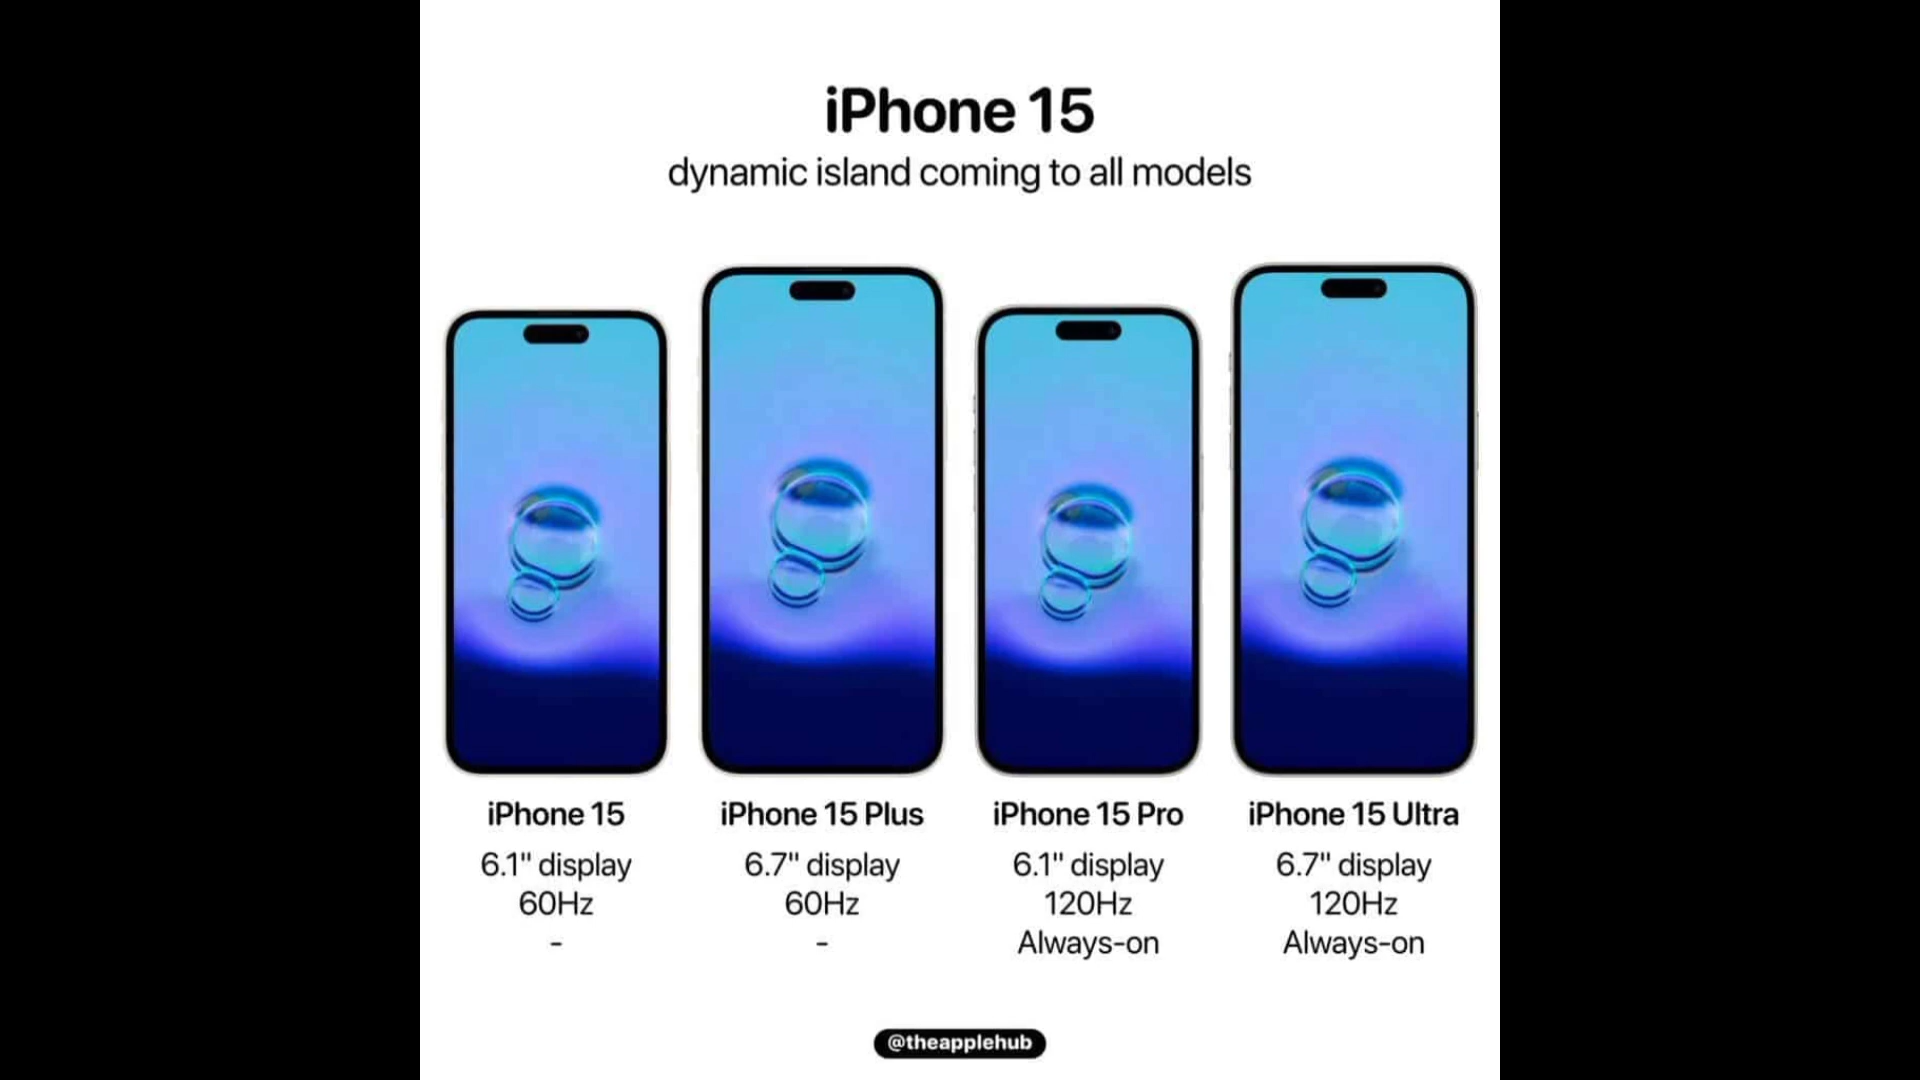 iPhone 15
dynamic island coming to all models
iPhone 15
6.1" display
60Hz
-
iPhone 15 Plus
6.7" display
60Hz
-
iPhone 15 Pro
6.1" display
120Hz
Always-on
iPhone 15 Ultra
6.7" display
120Hz
Always-on
@theapplehub